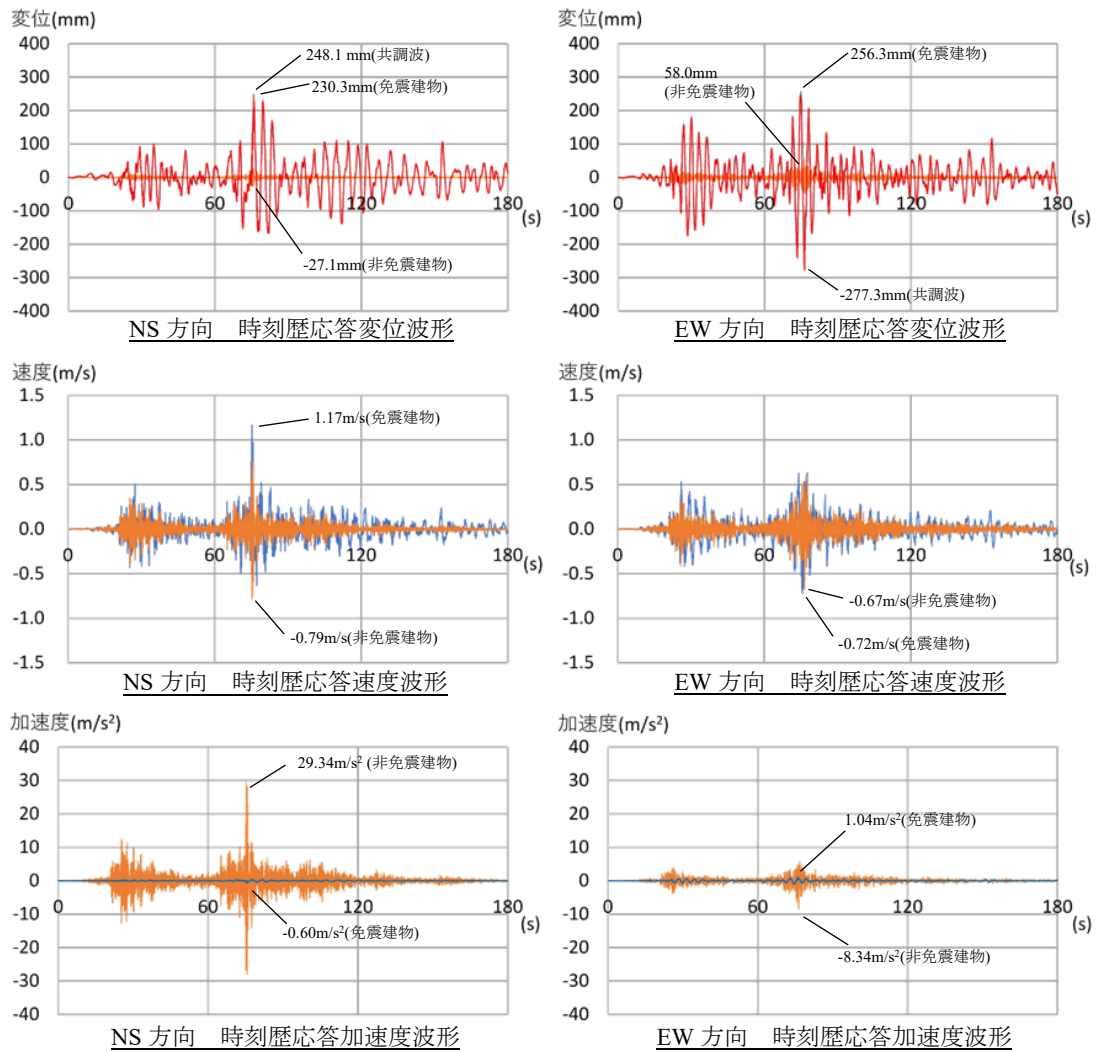 変位(mm)
400
300
200
100
0
-100
-200
-300
-400
0
60
120
180
(s)
248.1 mm(共調波)
230.3mm(免震建物)
-27.1mm(非免震建物)
NS 方向　時刻歴応答変位波形
変位(mm)
400
300
200
100
0
-100
-200
-300
-400
0
60
120
180
(s)
256.3mm(免震建物)
58.0mm
(非免震建物)
-277.3mm(共調波)
EW 方向　時刻歴応答変位波形
速度(m/s)
1.5
1.0
0.5
0.0
-0.5
-1.0
-1.5
0
60
120
180
(s)
1.17m/s(免震建物)
-0.79m/s(非免震建物)
NS 方向　時刻歴応答速度波形
速度(m/s)
1.5
1.0
0.5
0.0
-0.5
-1.0
-1.5
0
60
120
180
(s)
-0.67m/s(非免震建物)
-0.72m/s(免震建物)
EW 方向　時刻歴応答速度波形
加速度(m/s²)
40
30
20
10
0
-10
-20
-30
-40
0
60
120
180
(s)
29.34m/s² (非免震建物)
-0.60m/s²(免震建物)
NS 方向　時刻歴応答加速度波形
加速度(m/s²)
40
30
20
10
0
-10
-20
-30
-40
0
60
120
180
(s)
1.04m/s²(免震建物)
-8.34m/s²(非免震建物)
EW 方向　時刻歴応答加速度波形